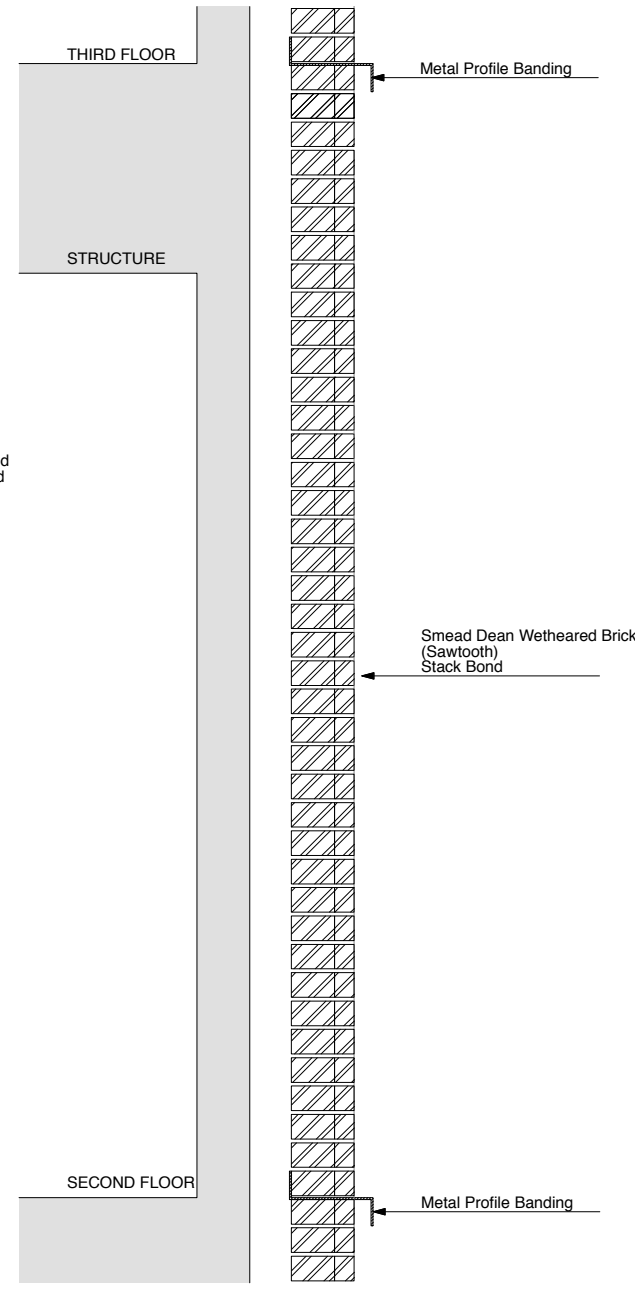 THIRD FLOOR
Metal Profile Banding
STRUCTURE
d
d
Smead Dean Wetheared Brick
(Sawtooth)
Stack Bond
SECOND FLOOR
Metal Profile Banding